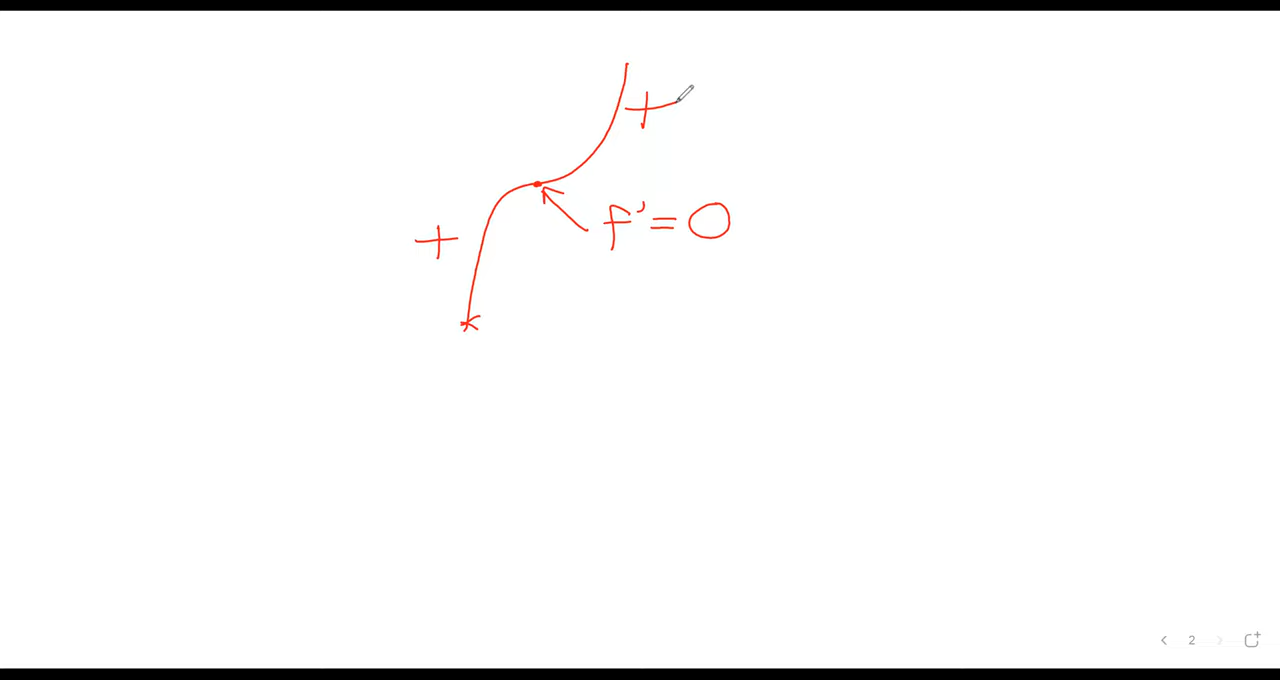 +
f' = 0
+
< 2 >